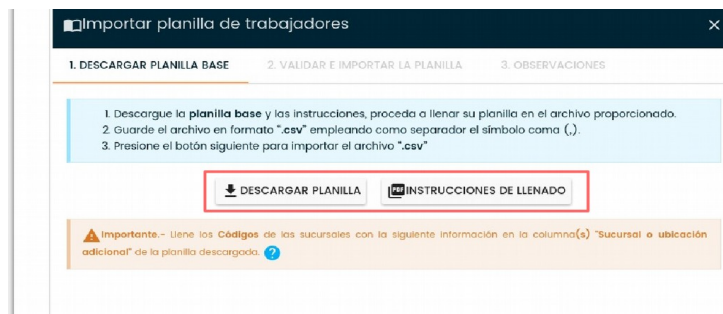 Importar planilla de trabajadores
1. DESCARGAR PLANILLA BASE 2. VALIDAR E IMPORTAR LA PLANILLA 3. OBSERVACIONES
1. Descargue la planilla base y las instrucciones, proceda a llenar su planilla en el archivo proporcionado.
2. Guarde el archivo en formato ".csv" empleando como separador el símbolo coma (,).
3. Presione el botón siguiente para importar el archivo ".csv"
DESCARGAR PLANILLA PDF INSTRUCCIONES DE LLENADO
Importante.- Llene los Códigos de las sucursales con la siguiente información en la columna(s) "Sucursal o ubicación
adicional" de la planilla descargada. ?